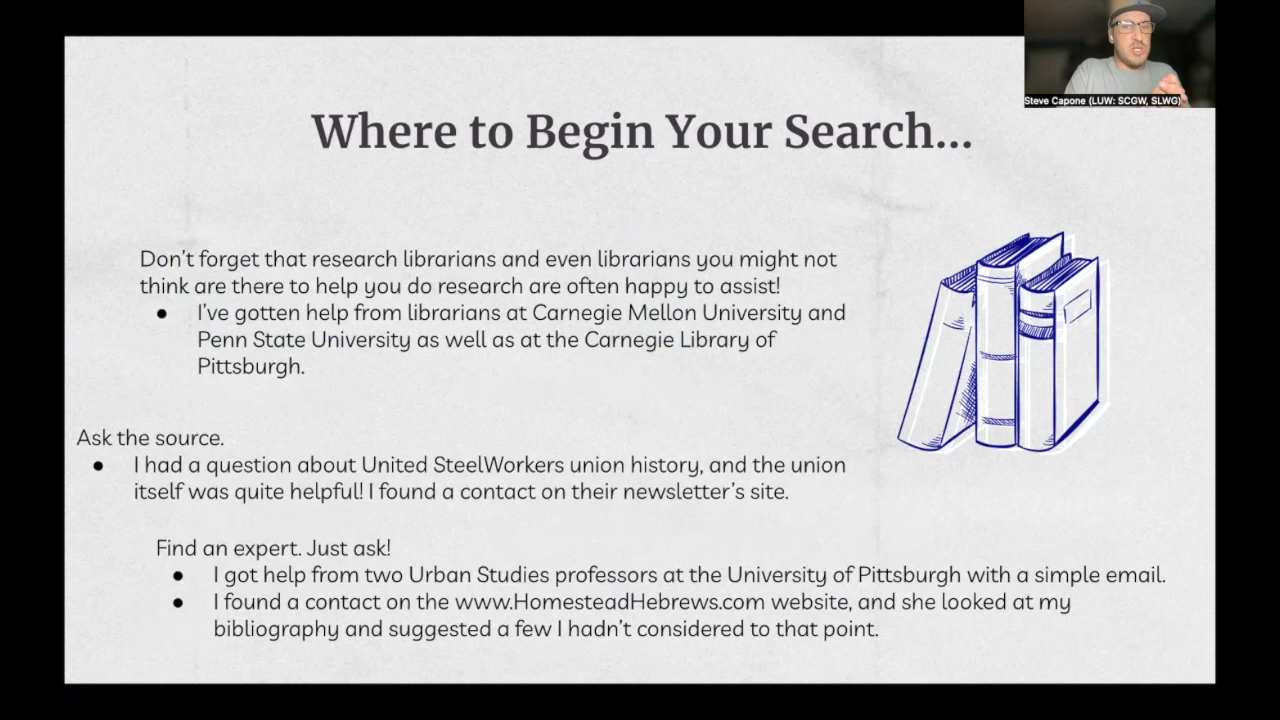 Steve Capone (LUW: SCGW, SLWG)
Where to Begin Your Search...
Don't forget that research librarians and even librarians you might not
think are there to help you do research are often happy to assist!
● I've gotten help from librarians at Carnegie Mellon University and
Penn State University as well as at the Carnegie Library of
Pittsburgh.
Ask the source.
● I had a question about United SteelWorkers union history, and the union
itself was quite helpful! I found a contact on their newsletter's site.
Find an expert. Just ask!
● I got help from two Urban Studies professors at the University of Pittsburgh with a simple email.
● I found a contact on the www.HomesteadHebrews.com website, and she looked at my
bibliography and suggested a few I hadn't considered to that point.